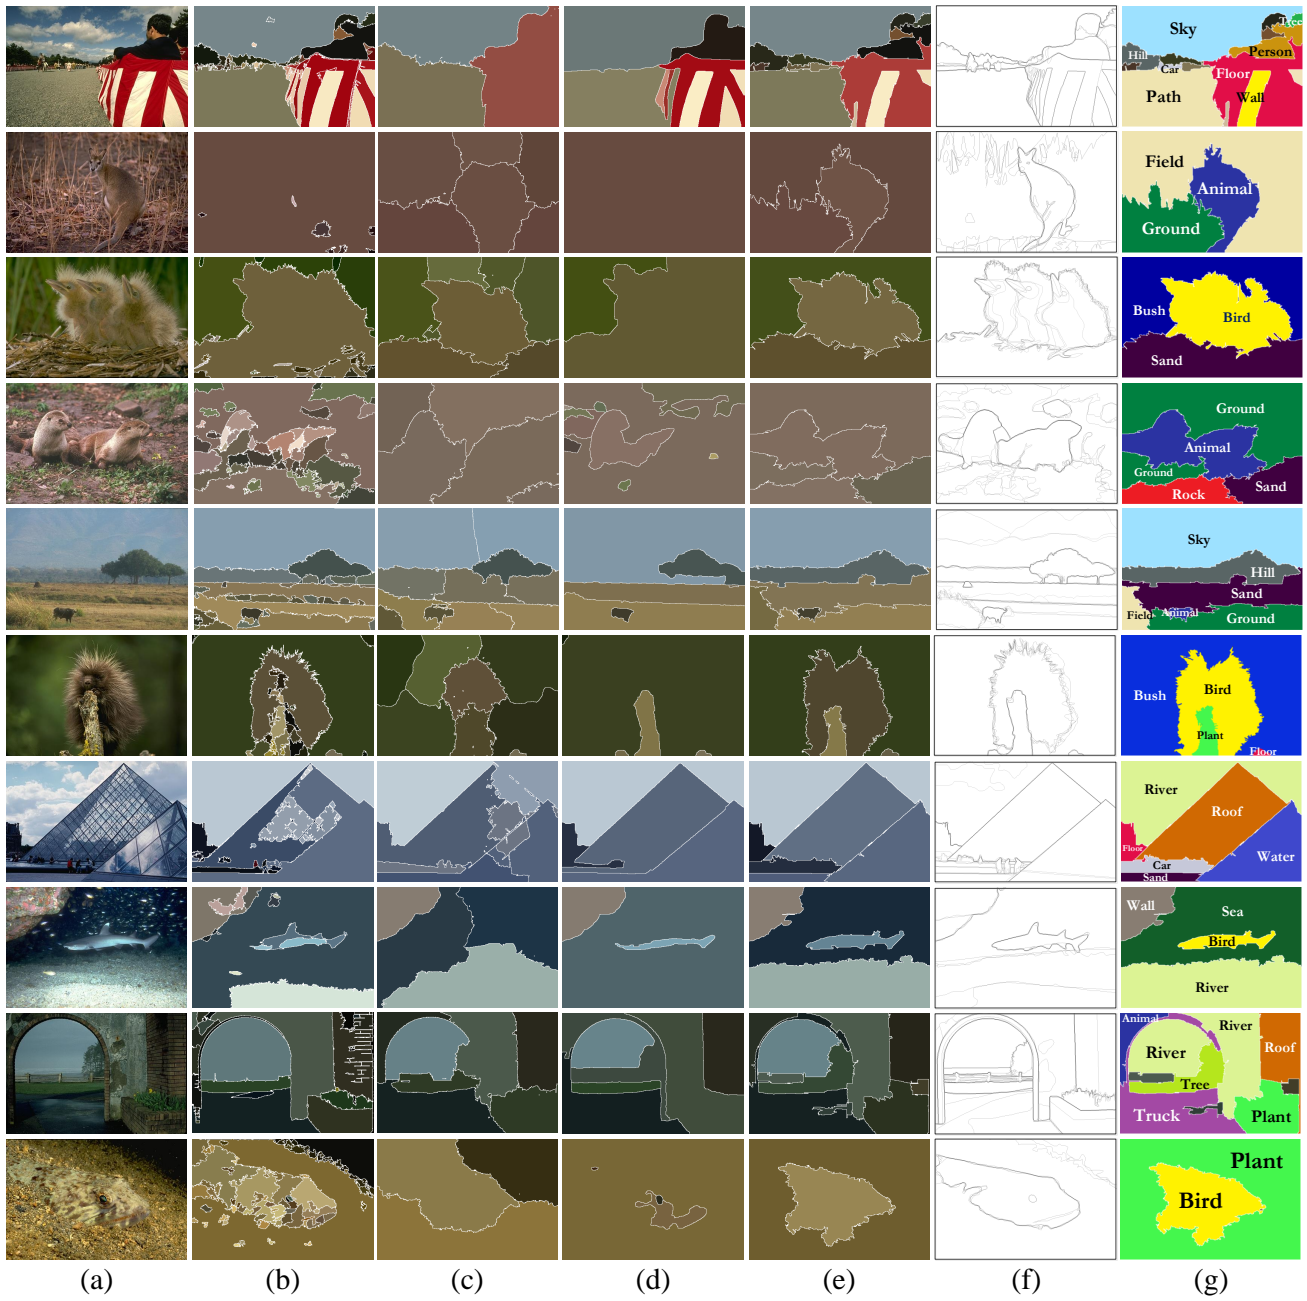 Sky
Tree
Person
Hill
Car
Floor
Path
Wall
Field
Animal
Ground
Bush
Bird
Sand
Ground
Animal
Ground
Sand
Rock
Sky
Hill
Sand
Field
Animal
Ground
Bush
Bird
Plant
Floor
River
Roof
Floor
Car
Water
Sand
Wall
Sea
Bird
River
Animal
River
River
Roof
Tree
Truck
Plant
Plant
Bird
(a) (b) (c) (d) (e) (f) (g)